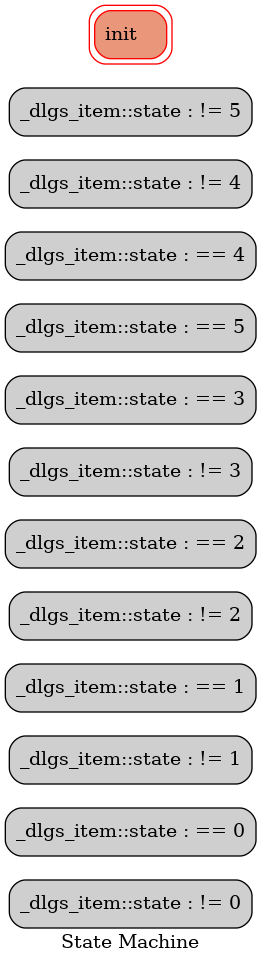 init
_dlgs_item::state : != 5
_dlgs_item::state : != 4
_dlgs_item::state : == 4
_dlgs_item::state : == 5
_dlgs_item::state : == 3
_dlgs_item::state : != 3
_dlgs_item::state : == 2
_dlgs_item::state : != 2
_dlgs_item::state : == 1
_dlgs_item::state : != 1
_dlgs_item::state : == 0
_dlgs_item::state : != 0
State Machine